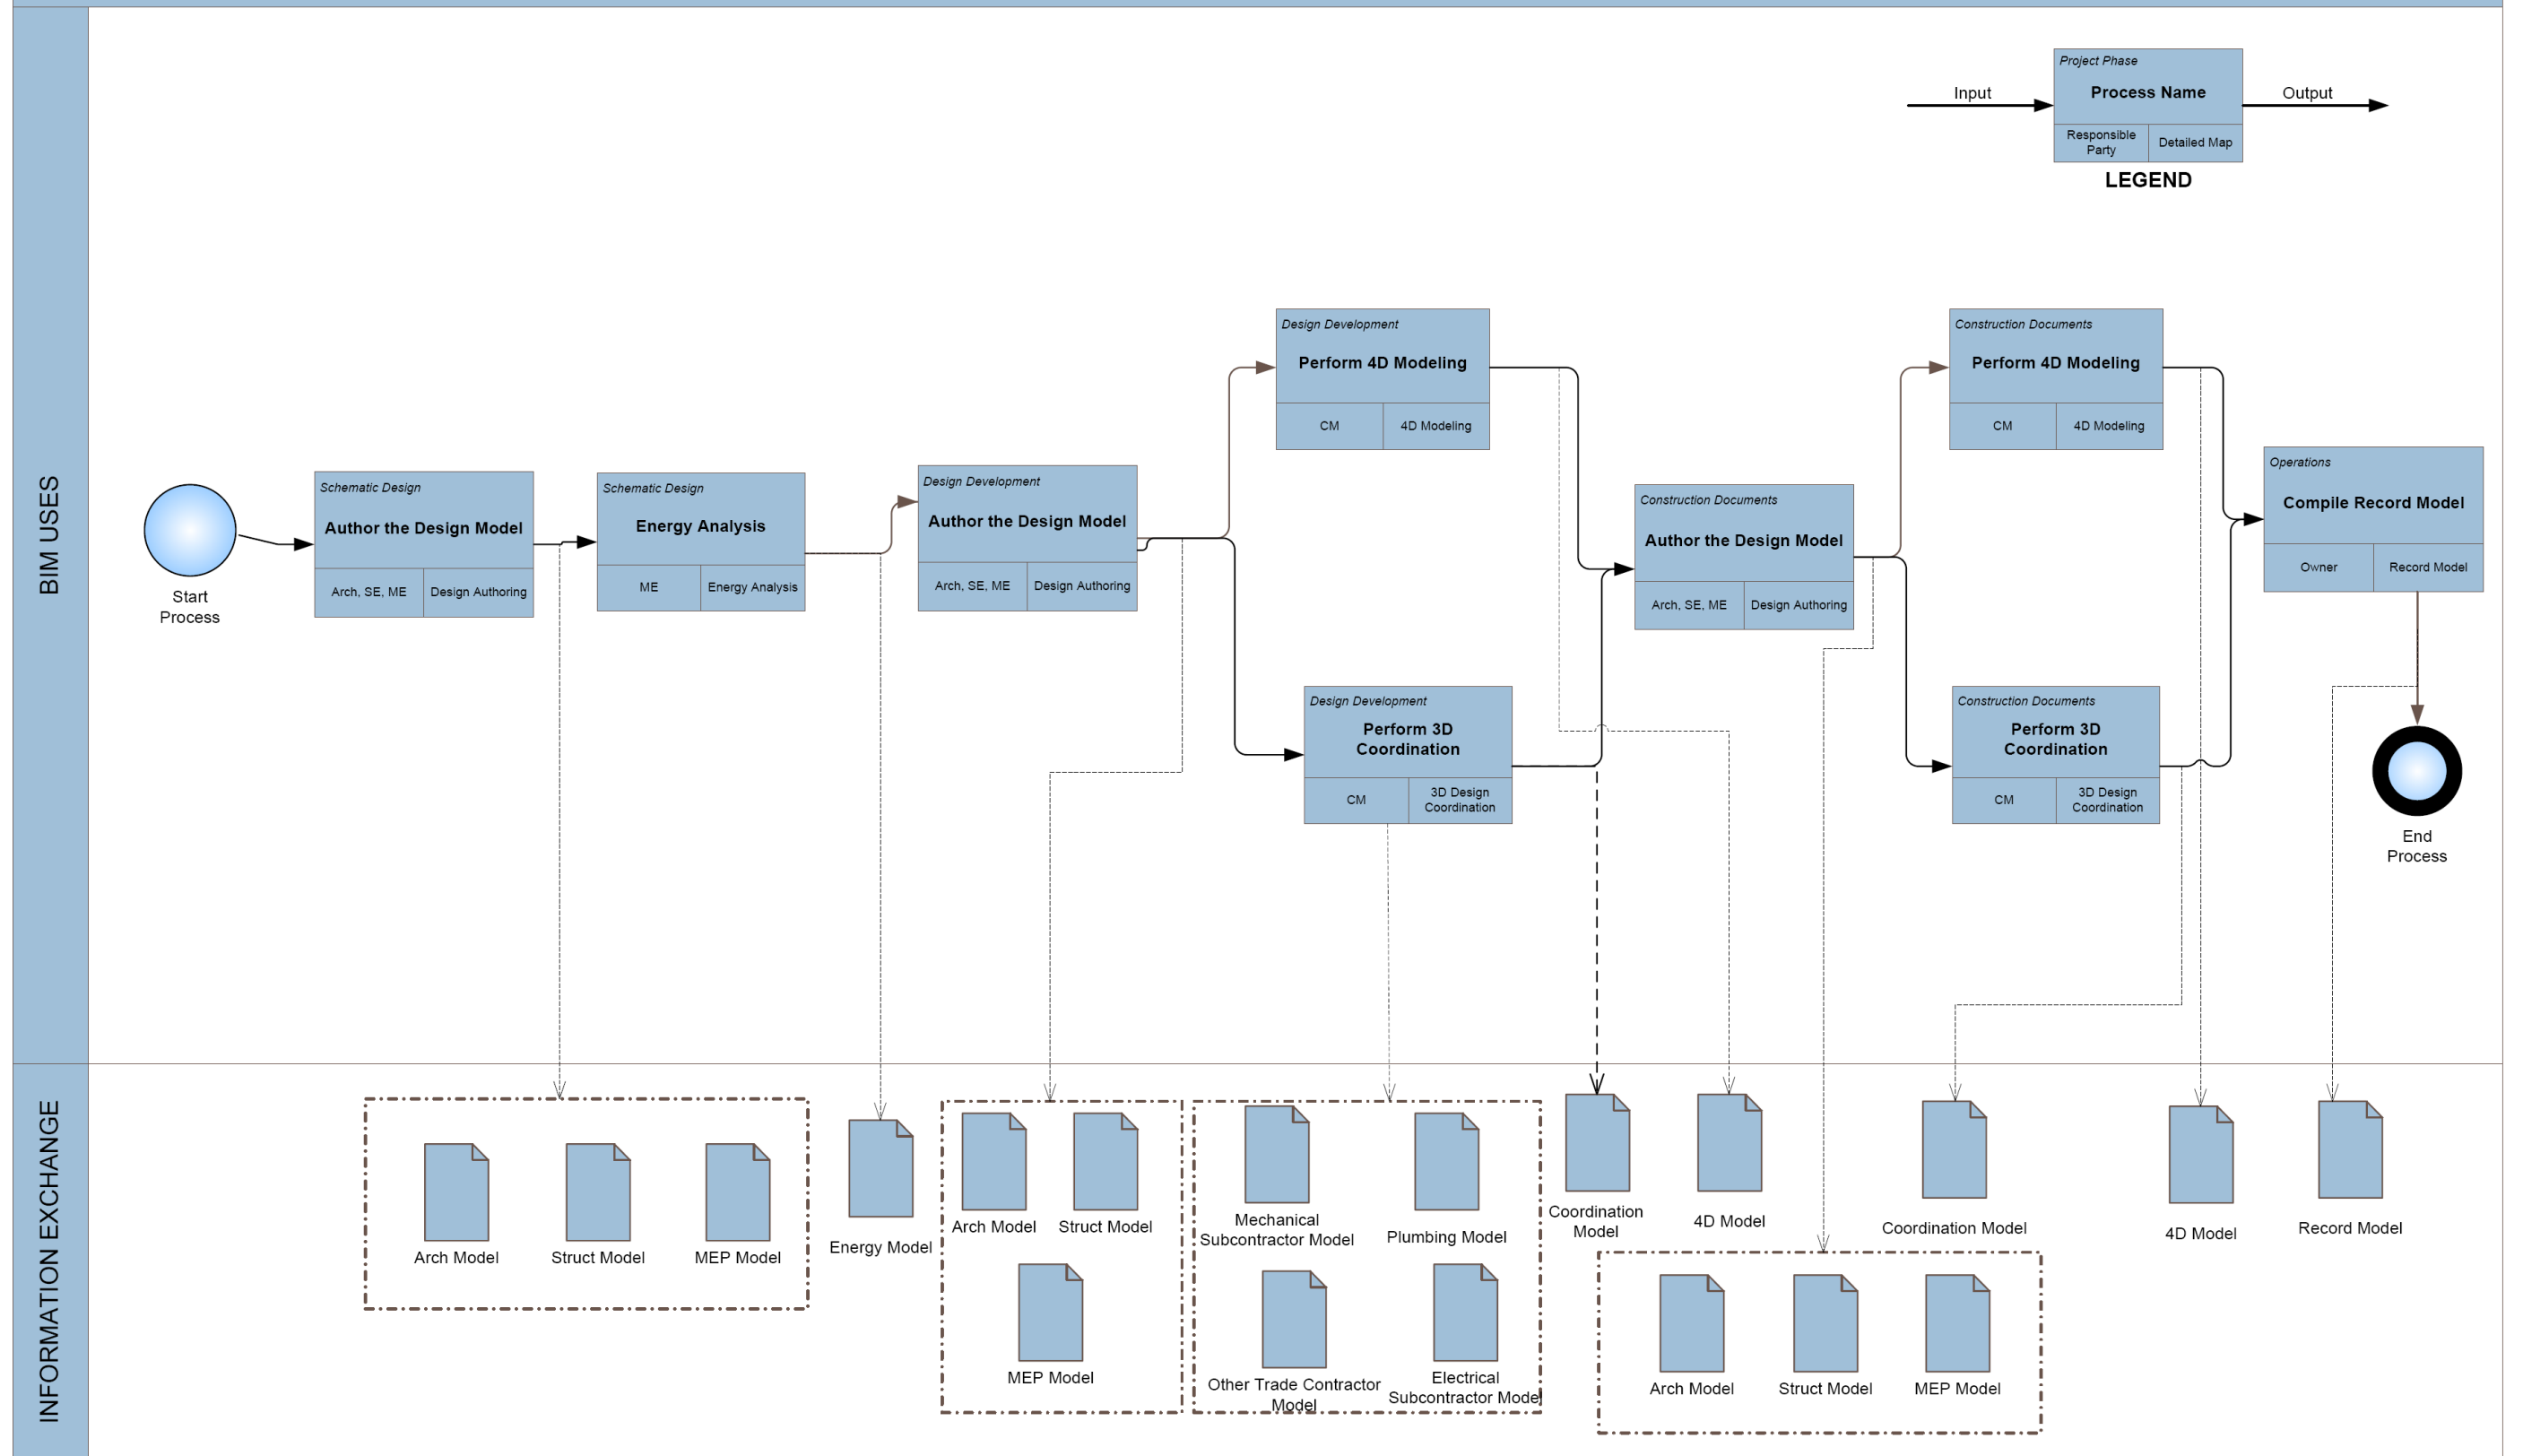 BIM USES
Project Phase
Process Name
Responsible
Party
Detailed Map
Input
Output
LEGEND
Start
Process
Schematic Design
Author the Design Model
Arch, SE, ME
Design Authoring
Schematic Design
Energy Analysis
ME
Energy Analysis
Design Development
Author the Design Model
Arch, SE, ME
Design Authoring
Design Development
Perform 4D Modeling
CM
4D Modeling
Design Development
Perform 3D
Coordination
CM
3D Design
Coordination
Construction Documents
Author the Design Model
Arch, SE, ME
Design Authoring
Construction Documents
Perform 4D Modeling
CM
4D Modeling
Construction Documents
Perform 3D
Coordination
CM
3D Design
Coordination
Operations
Compile Record Model
Owner
Record Model
End
Process
INFORMATION EXCHANGE
Arch Model
Struct Model
MEP Model
Energy Model
Arch Model
Struct Model
MEP Model
Mechanical
Subcontractor Model
Plumbing Model
Other Trade Contractor
Model
Electrical
Subcontractor Model
Coordination
Model
4D Model
Arch Model
Struct Model
MEP Model
Coordination Model
4D Model
Record Model